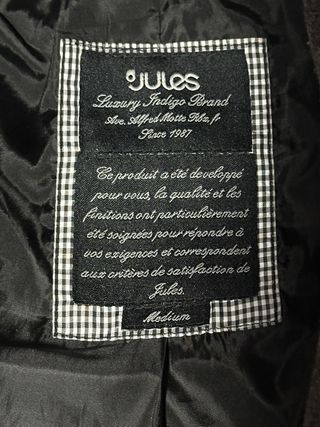 Jules
Luxury Indigo Brand
Ave. Alfred Motte Rbx, fr
Since 1987
Ce produit a été developpé
pour vous, la qualité et les
finitions ont particulièrement
été soignées pour répondre à
vos exigences et correspondent
aux critères de satisfaction de
Jules.
Medium